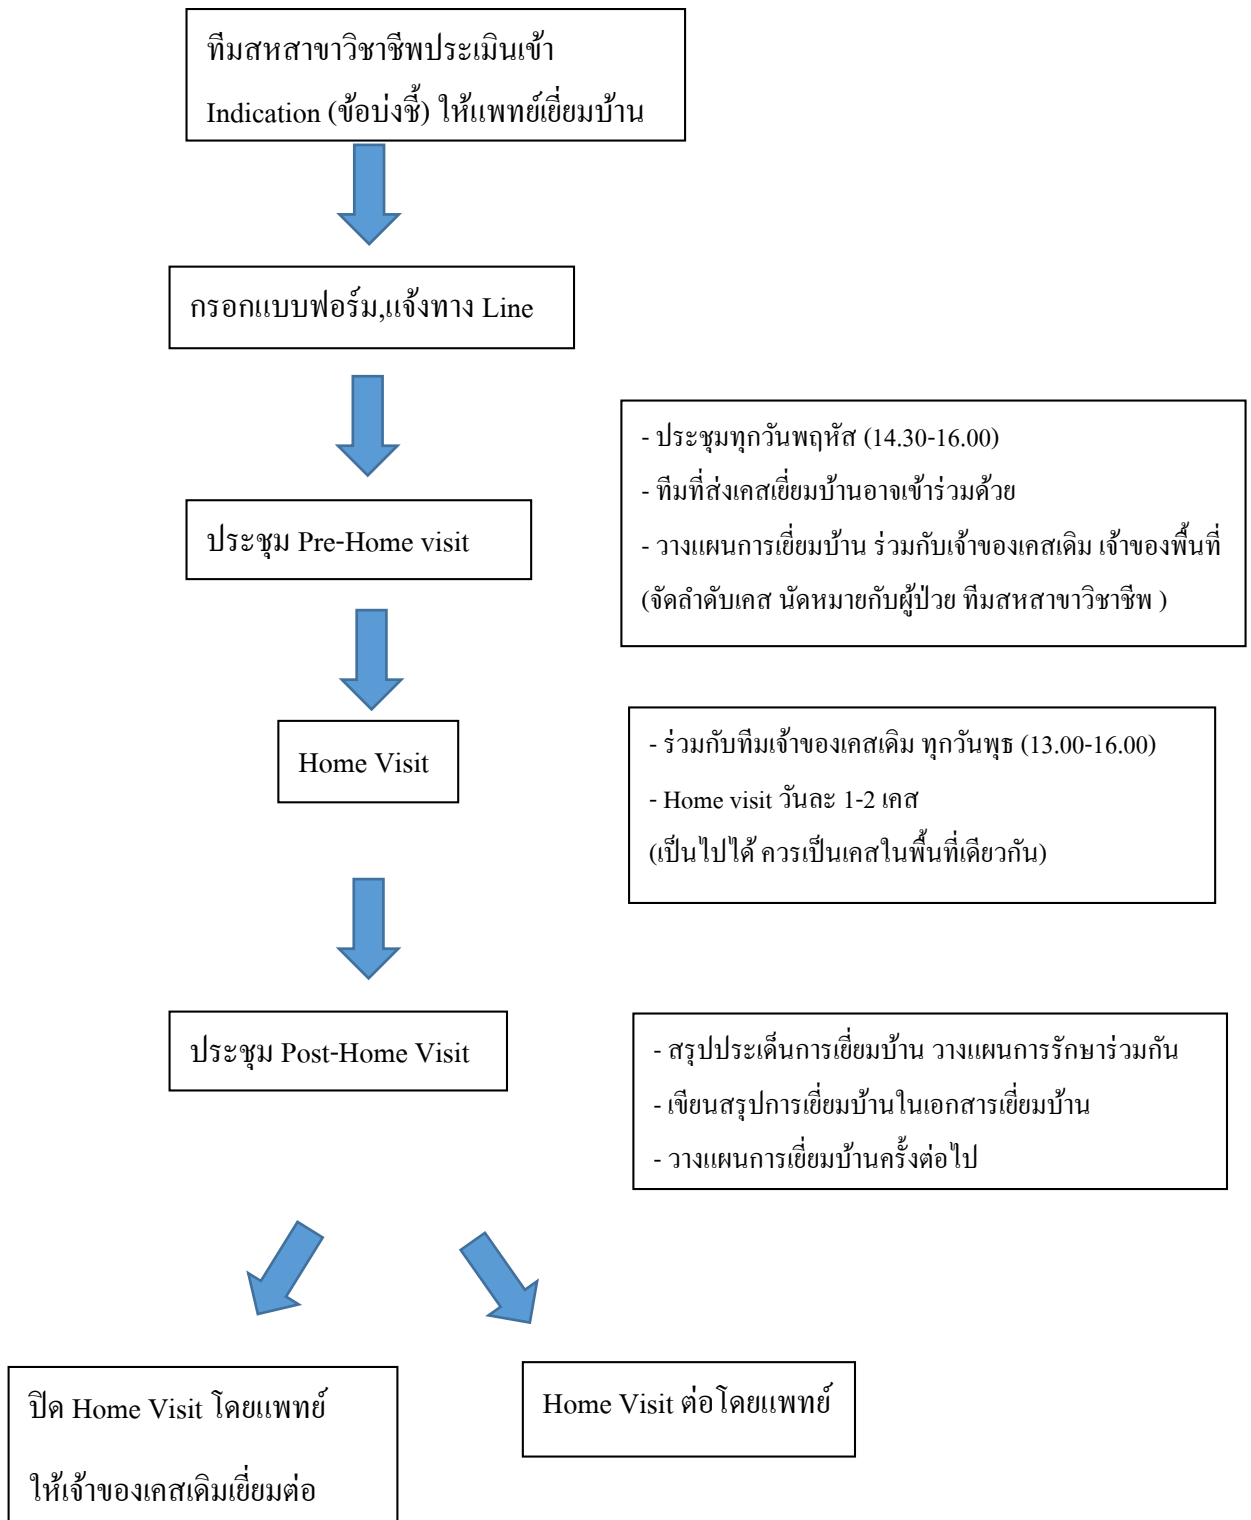 ทีมสหสาขาวิชาชีพประเมินเข้า
Indication (ข้อบ่งชี้) ให้แพทย์เยี่ยมบ้าน
กรอกแบบฟอร์ม,แจ้งทาง Line
ประชุม Pre-Home visit
- ประชุมทุกวันพฤหัส (14.30-16.00)
- ทีมที่ส่งเคสเยี่ยมบ้านอาจเข้าร่วมด้วย
- วางแผนการเยี่ยมบ้าน ร่วมกับเจ้าของเคสเดิม เจ้าของพื้นที่
(จัดลำดับเคส นัดหมายกับผู้ป่วย ทีมสหสาขาวิชาชีพ )
Home Visit
- ร่วมกับทีมเจ้าของเคสเดิม ทุกวันพุธ (13.00-16.00)
- Home visit วันละ 1-2 เคส
(เป็นไปได้ ควรเป็นเคสในพื้นที่เดียวกัน)
ประชุม Post-Home Visit
- สรุปประเด็นการเยี่ยมบ้าน วางแผนการรักษาร่วมกัน
- เขียนสรุปการเยี่ยมบ้านในเอกสารเยี่ยมบ้าน
- วางแผนการเยี่ยมบ้านครั้งต่อไป
ปิด Home Visit โดยแพทย์
ให้เจ้าของเคสเดิมเยี่ยมต่อ
Home Visit ต่อโดยแพทย์